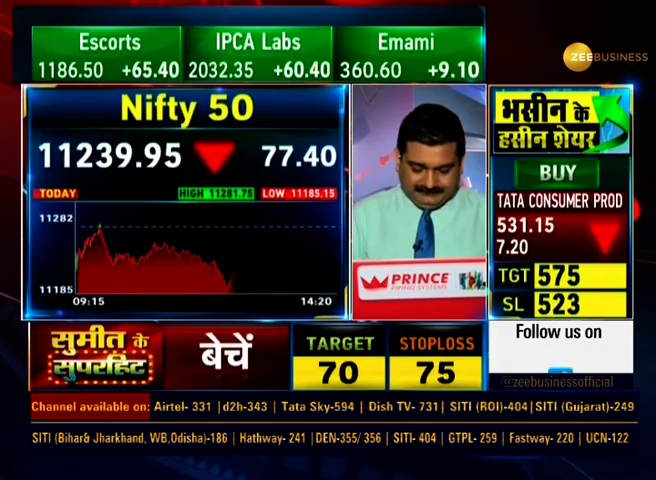 Escorts
IPCA Labs
Emami
1186.50 +65.40
2032.35 +60.40
360.60 +9.10
ZEEBUSINESS
Nifty 50
11239.95 77.40
TODAY
HIGH 11281.75
LOW 11185.15
11282
11185
09:15
14:20
PRINCE
PIPING SYSTEMS
भसीन के
हसीन शेयर
BUY
TATA CONSUMER PROD
531.15
7.20
TGT 575
SL 523
सुमीत के
सुपरहिट
बेचें
TARGET
70
STOPLOSS
75
Follow us on
@zeebusinessofficial
Channel available on: Airtel- 331 |d2h-343 | Tata Sky-594 | Dish TV- 731| SITI (ROI)-404|SITI (Gujarat)-249
SITI (Bihar& Jharkhand, WB,Odisha)-186 | Hathway- 241 |DEN-355/ 356 | SITI- 404 | GTPL- 259 | Fastway- 220 | UCN-122